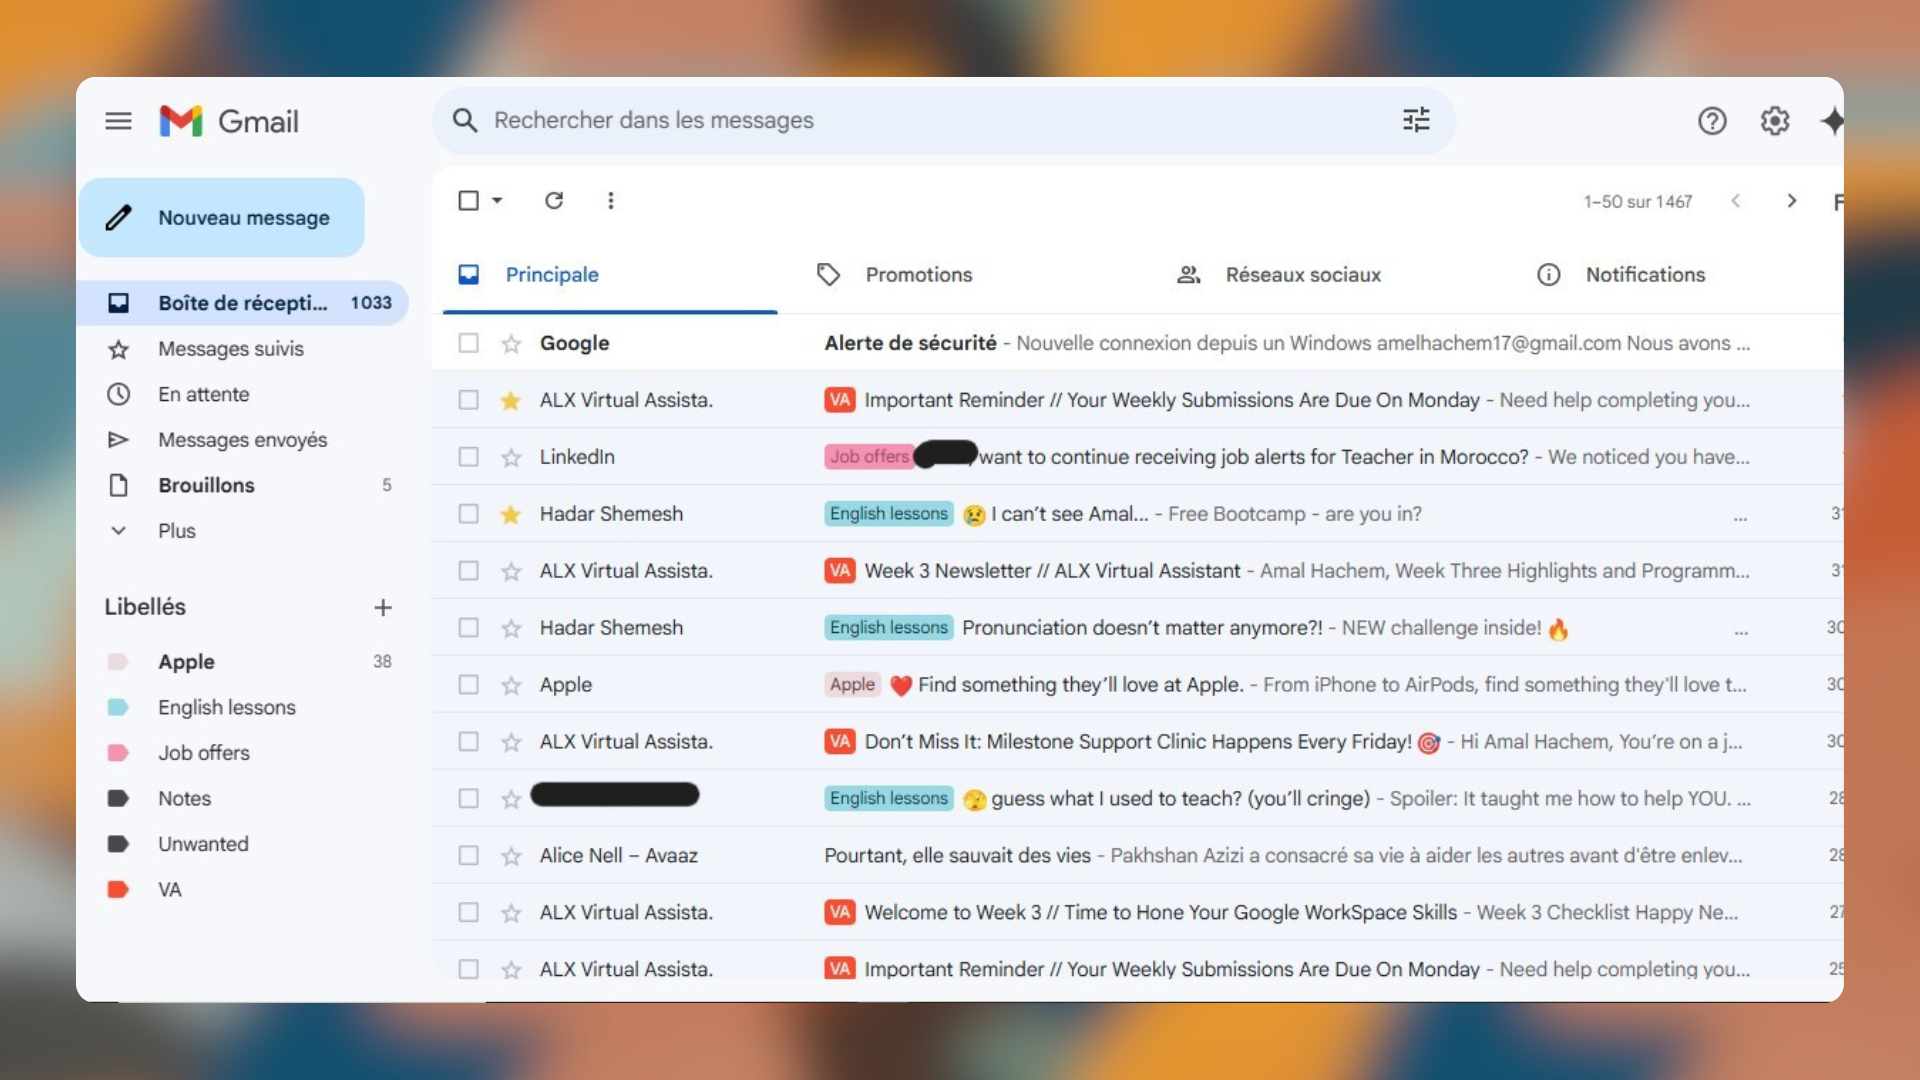 Gmail
Rechercher dans les messages
Nouveau message
1–50 sur 1467
Principale
Promotions
Réseaux sociaux
Notifications
Boîte de récepti... 1033
Messages suivis
En attente
Messages envoyés
Brouillons 5
Plus
Libellés
Apple 38
English lessons
Job offers
Notes
Unwanted
VA
Google Alerte de sécurité - Nouvelle connexion depuis un Windows amelhachem17@gmail.com Nous avons ...
ALX Virtual Assista. VA Important Reminder // Your Weekly Submissions Are Due On Monday - Need help completing you...
LinkedIn Job offers want to continue receiving job alerts for Teacher in Morocco? - We noticed you have...
Hadar Shemesh English lessons 😢 I can’t see Amal... - Free Bootcamp - are you in? ... 31
ALX Virtual Assista. VA Week 3 Newsletter // ALX Virtual Assistant - Amal Hachem, Week Three Highlights and Programm... 31
Hadar Shemesh English lessons Pronunciation doesn’t matter anymore?! - NEW challenge inside! 🔥 ... 30
Apple Apple ❤️ Find something they’ll love at Apple. - From iPhone to AirPods, find something they’ll love t... 30
ALX Virtual Assista. VA Don’t Miss It: Milestone Support Clinic Happens Every Friday! 🎯 - Hi Amal Hachem, You’re on a j... 30
English lessons 🫣 guess what I used to teach? (you’ll cringe) - Spoiler: It taught me how to help YOU. ... 28
Alice Nell – Avaaz Pourtant, elle sauvait des vies - Pakhshan Azizi a consacré sa vie à aider les autres avant d'être enlev... 28
ALX Virtual Assista. VA Welcome to Week 3 // Time to Hone Your Google WorkSpace Skills - Week 3 Checklist Happy Ne... 27
ALX Virtual Assista. VA Important Reminder // Your Weekly Submissions Are Due On Monday - Need help completing you... 25